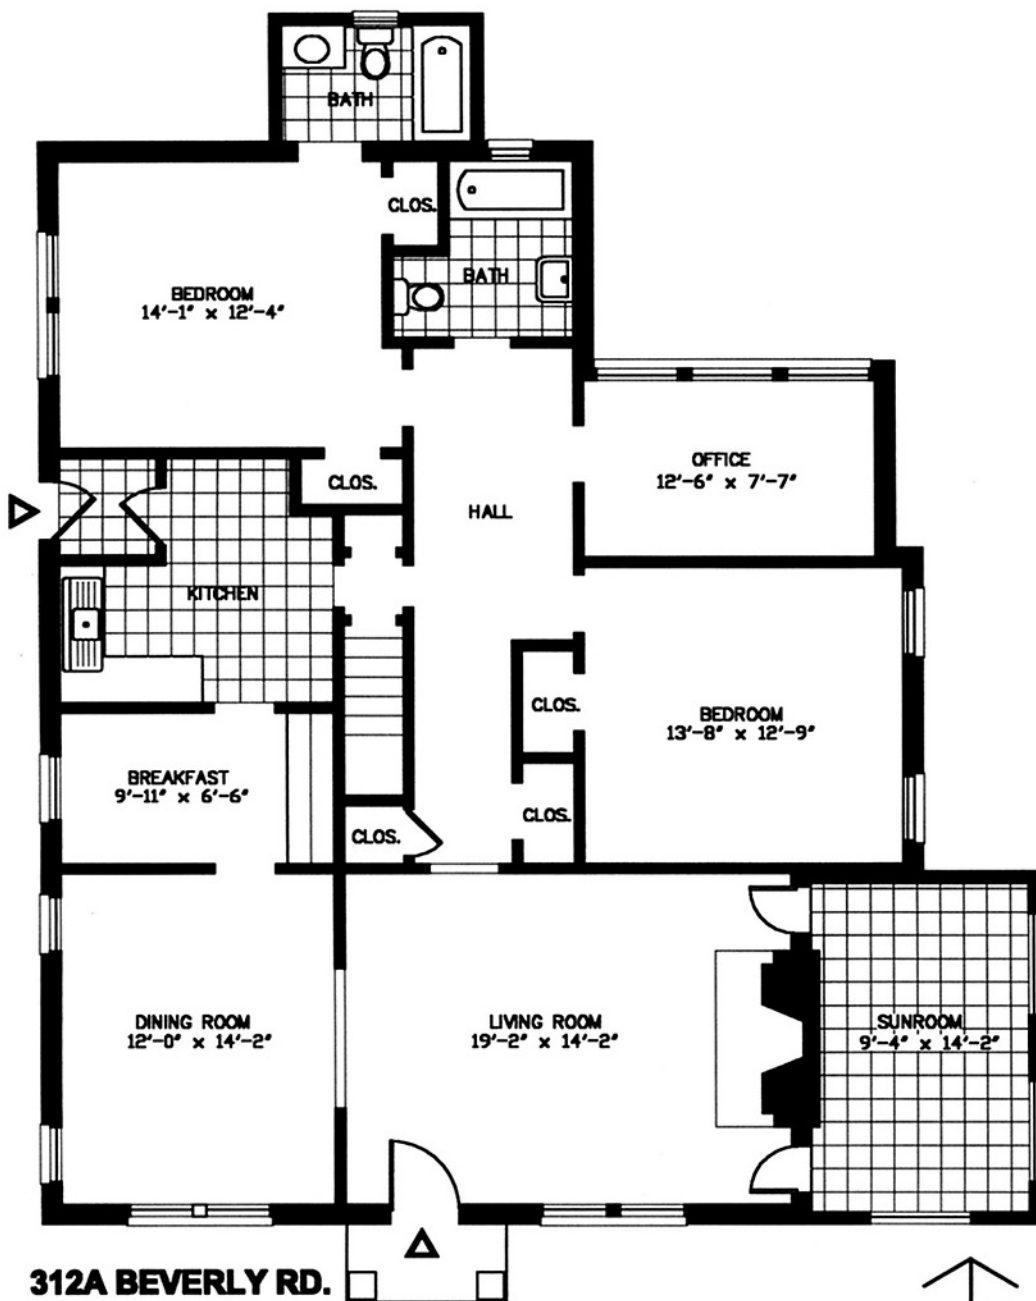 BATH
CLOS.
BATH
BEDROOM
14'-1" x 12'-4"
OFFICE
12'-6" x 7'-7"
CLOS.
HALL
KITCHEN
CLOS.
BEDROOM
13'-8" x 12'-9"
BREAKFAST
9'-11" x 6'-6"
CLOS.
CLOS.
DINING ROOM
12'-0" x 14'-2"
LIVING ROOM
19'-2" x 14'-2"
SUNROOM
9'-4" x 14'-2"
312A BEVERLY RD.